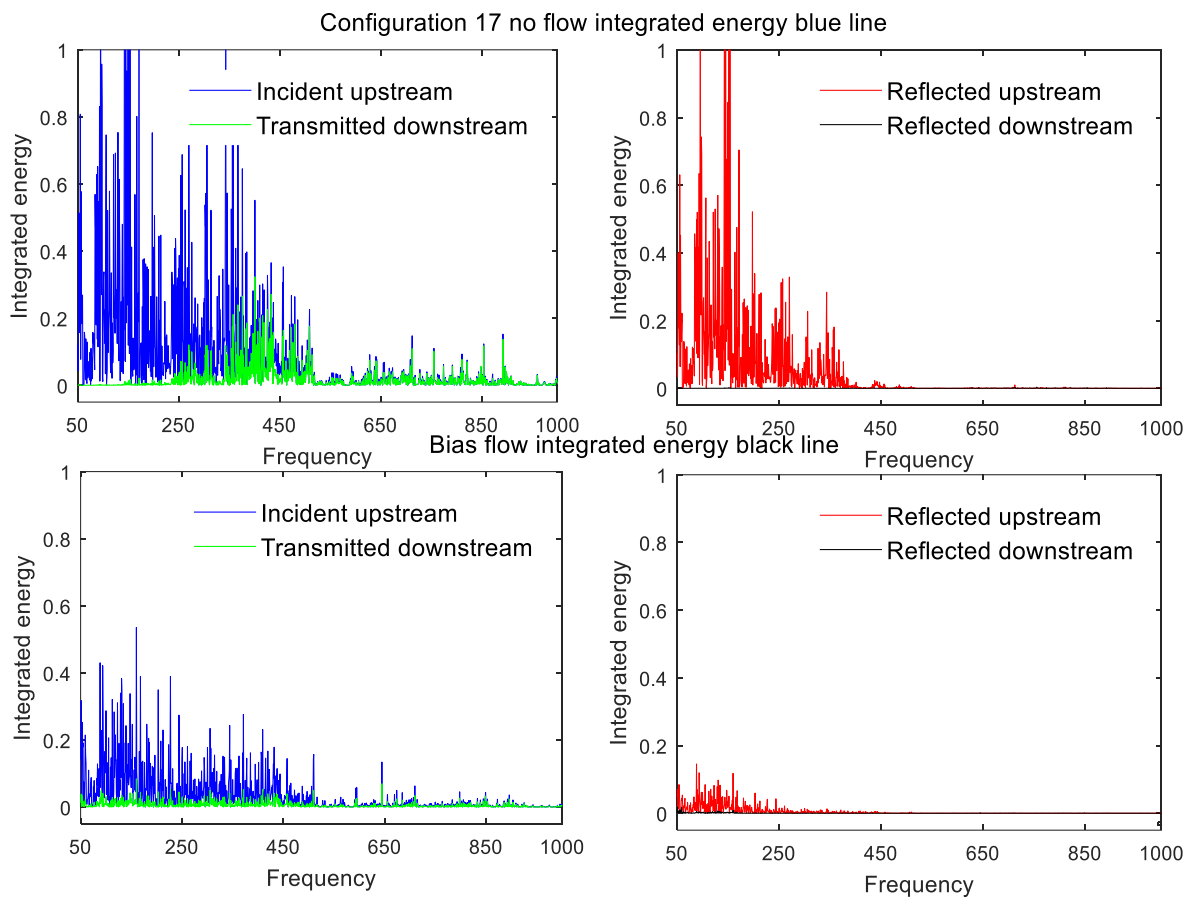 Configuration 17 no flow integrated energy blue line
1
0.8
0.6
0.4
0.2
0
Integrated energy
Incident upstream
Transmitted downstream
50
250
450
650
850
1000
Frequency
1
0.8
0.6
0.4
0.2
0
Integrated energy
Reflected upstream
Reflected downstream
50
250
450
650
850
1000
Frequency
Bias flow integrated energy black line
1
0.8
0.6
0.4
0.2
0
Integrated energy
Incident upstream
Transmitted downstream
50
250
450
650
850
1000
Frequency
1
0.8
0.6
0.4
0.2
0
Integrated energy
Reflected upstream
Reflected downstream
50
250
450
650
850
1000
Frequency